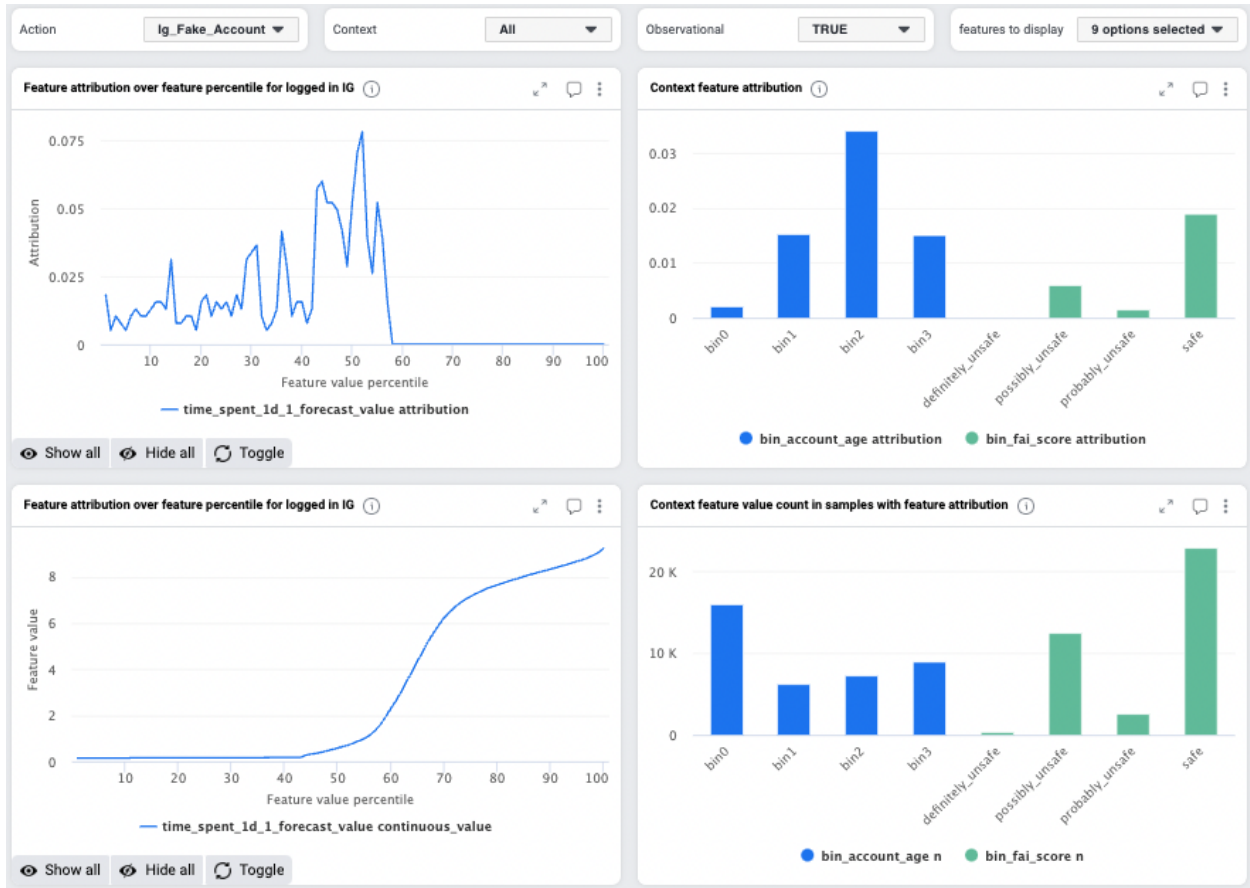 Action
Ig_Fake_Account
Context
All
Observational
TRUE
features to display
9 options selected
Feature attribution over feature percentile for logged in IG
0.075
0.05
0.025
0
Attribution
10 20 30 40 50 60 70 80 90 100
Feature value percentile
time_spent_1d_1_forecast_value attribution
Show all
Hide all
Toggle
Context feature attribution
0.03
0.02
0.01
0
bin0
bin1
bin2
bin3
definitely_unsafe
possibly_unsafe
probably_unsafe
safe
bin_account_age attribution
bin_fai_score attribution
Feature attribution over feature percentile for logged in IG
8
6
4
2
0
Feature value
10 20 30 40 50 60 70 80 90 100
Feature value percentile
time_spent_1d_1_forecast_value continuous_value
Show all
Hide all
Toggle
Context feature value count in samples with feature attribution
20 K
10 K
0
bin0
bin1
bin2
bin3
definitely_unsafe
possibly_unsafe
probably_unsafe
safe
bin_account_age n
bin_fai_score n